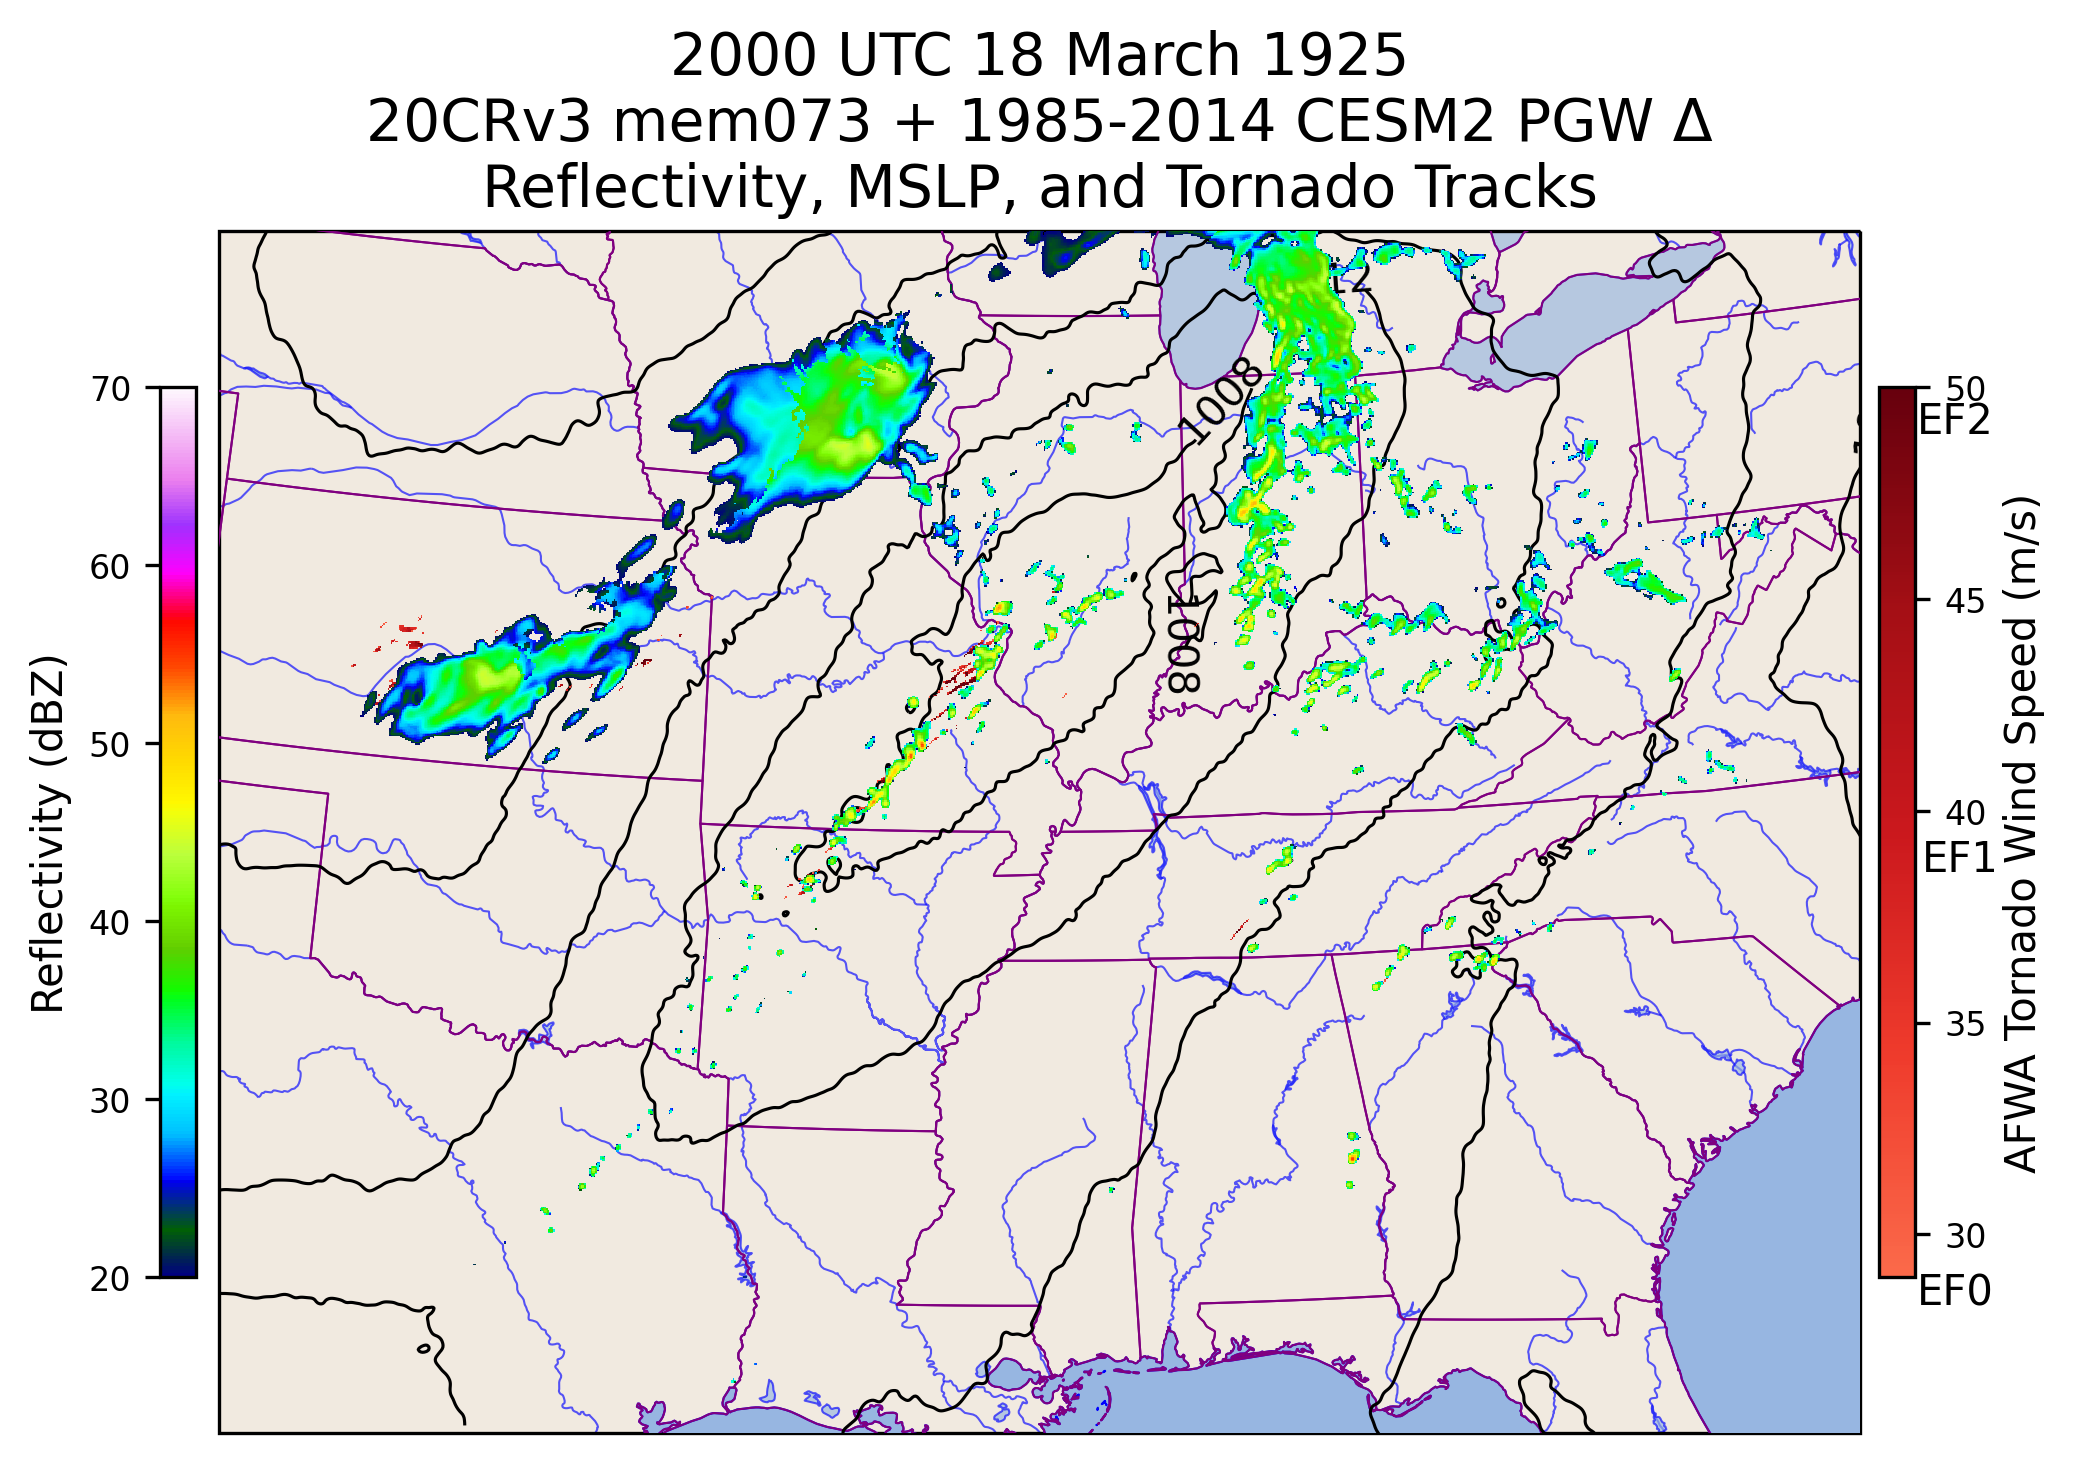 2000 UTC 18 March 1925
20CRv3 mem073 + 1985-2014 CESM2 PGW Δ
Reflectivity, MSLP, and Tornado Tracks
Reflectivity (dBZ)
70
60
50
40
30
20
1008
1008
50
EF2
45
40
EF1
35
30
EF0
AFWA Tornado Wind Speed (m/s)